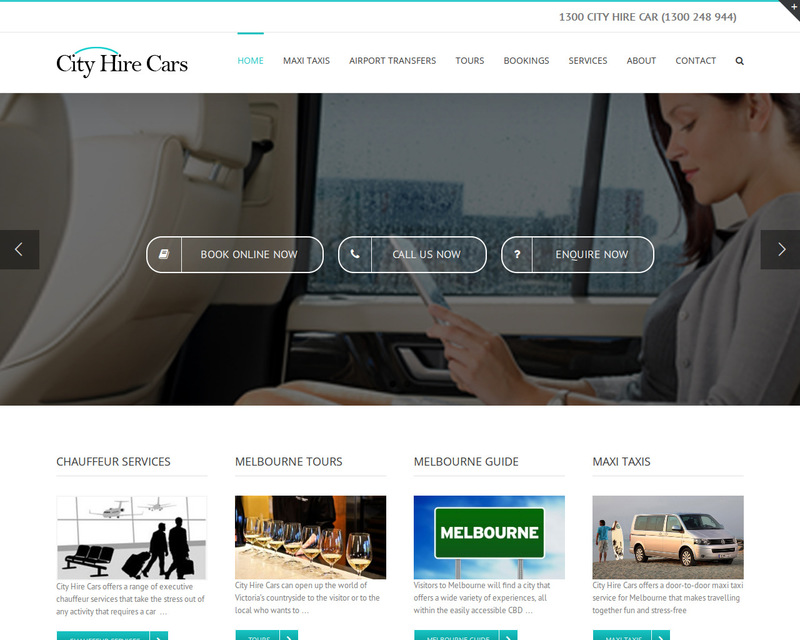 1300 CITY HIRE CAR (1300 248 944)
City Hire Cars
HOME MAXI TAXIS AIRPORT TRANSFERS TOURS BOOKINGS SERVICES ABOUT CONTACT
BOOK ONLINE NOW
CALL US NOW
? ENQUIRE NOW
CHAUFFEUR SERVICES
City Hire Cars offers a range of executive
chauffeur services that take the stress out of
any activity that requires a car ...
CHAUFFEUR SERVICES
MELBOURNE TOURS
City Hire Cars can open up the world of
Victoria's countryside to the visitor or to the
local who wants to ...
TOURS
MELBOURNE GUIDE
MELBOURNE
Visitors to Melbourne will find a city that
offers a wide variety of experiences, all
within the easily accessible CBD ...
MELBOURNE GUIDE
MAXI TAXIS
City Hire Cars offers a door-to-door maxi taxi
service for Melbourne that makes travelling
together fun and stress-free
MAXI TAXIS